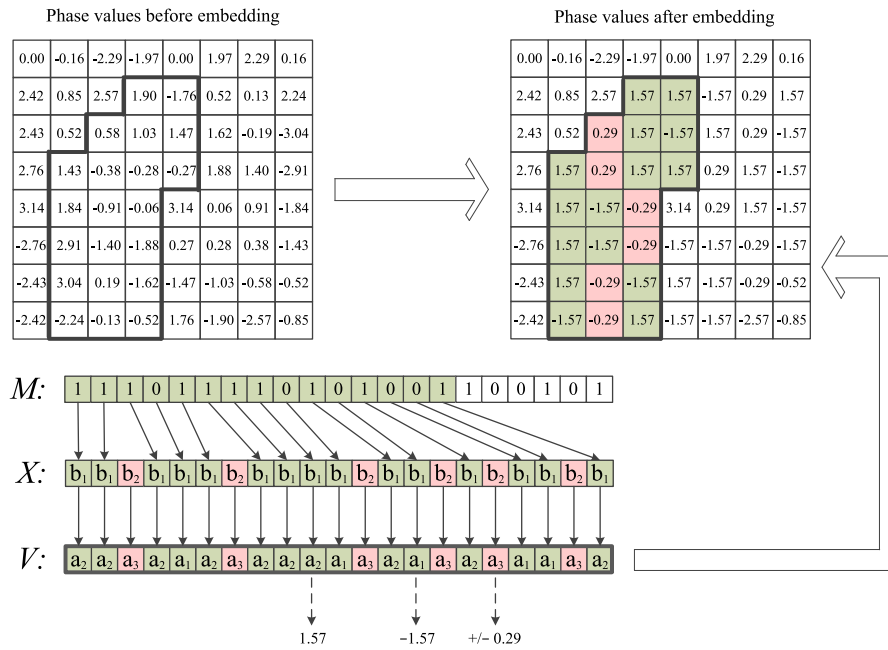 Phase values before embedding Phase values after embedding
0.00 -0.16 -2.29 -1.97 0.00 1.97 2.29 0.16
2.42 0.85 2.57 1.90 -1.76 0.52 0.13 2.24
2.43 0.52 0.58 1.03 1.47 1.62 -0.19 -3.04
2.76 1.43 -0.38 -0.28 -0.27 1.88 1.40 -2.91
3.14 1.84 -0.91 -0.06 3.14 0.06 0.91 -1.84
-2.76 2.91 -1.40 -1.88 0.27 0.28 0.38 -1.43
-2.43 3.04 0.19 -1.62 -1.47 -1.03 -0.58 -0.52
-2.42 -2.24 -0.13 -0.52 1.76 -1.90 -2.57 -0.85
0.00 -0.16 -2.29 -1.97 0.00 1.97 2.29 0.16
2.42 0.85 2.57 1.57 1.57 -1.57 0.29 1.57
2.43 0.52 0.29 1.57 -1.57 1.57 0.29 -1.57
2.76 1.57 0.29 1.57 1.57 0.29 1.57 -1.57
3.14 1.57 -1.57 -0.29 3.14 0.29 1.57 -1.57
-2.76 1.57 -1.57 -0.29 -1.57 -1.57 -0.29 -1.57
-2.43 1.57 -0.29 -1.57 1.57 -1.57 -0.29 -0.52
-2.42 -1.57 -0.29 1.57 -1.57 -1.57 -2.57 -0.85
M: 1 1 1 0 1 1 1 1 0 1 0 1 0 0 1 1 0 0 1 0 1
X: b1 b1 b2 b1 b1 b1 b2 b1 b1 b1 b1 b2 b1 b1 b2 b1 b2 b1 b1 b2 b1
V: a2 a2 a3 a2 a1 a2 a3 a2 a2 a2 a1 a3 a2 a1 a3 a2 a3 a1 a1 a3 a2
1.57 -1.57 +/- 0.29